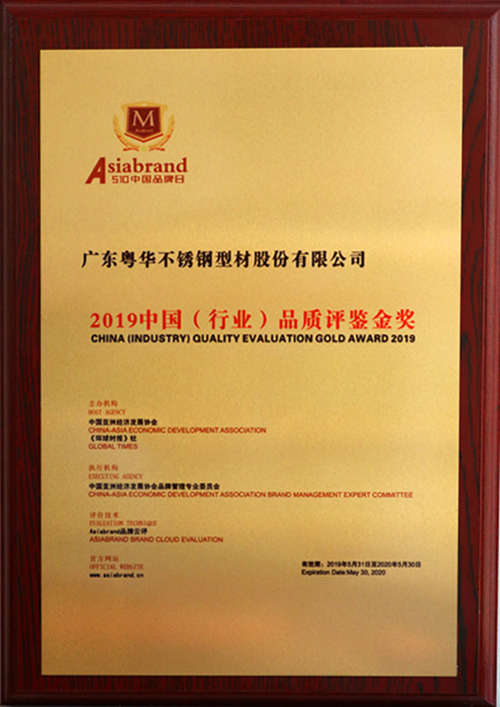 M
Asiabrand
510中国品牌日
广东粤华不锈钢型材股份有限公司
2019中国（行业）品质评鉴金奖
CHINA (INDUSTRY) QUALITY EVALUATION GOLD AWARD 2019
主办机构
HOST AGENCY
中国亚洲经济发展协会
CHINA-ASIA ECONOMIC DEVELOPMENT ASSOCIATION
《环球时报》社
GLOBAL TIMES
执行机构
EXECUTING AGENCY
中国亚洲经济发展协会品牌管理专业委员会
CHINA-ASIA ECONOMIC DEVELOPMENT ASSOCIATION BRAND MANAGEMENT EXPERT COMMITTEE
评价技术
EVALUATION TECHNIQUE
Asiabrand品牌云评
ASIABRAND BRAND CLOUD EVALUATION
官方网站
OFFICIAL WEBSITE
www.asiabrand.cn
有效期：2019年5月31日至2020年5月30日
Expiration Date:May 30, 2020